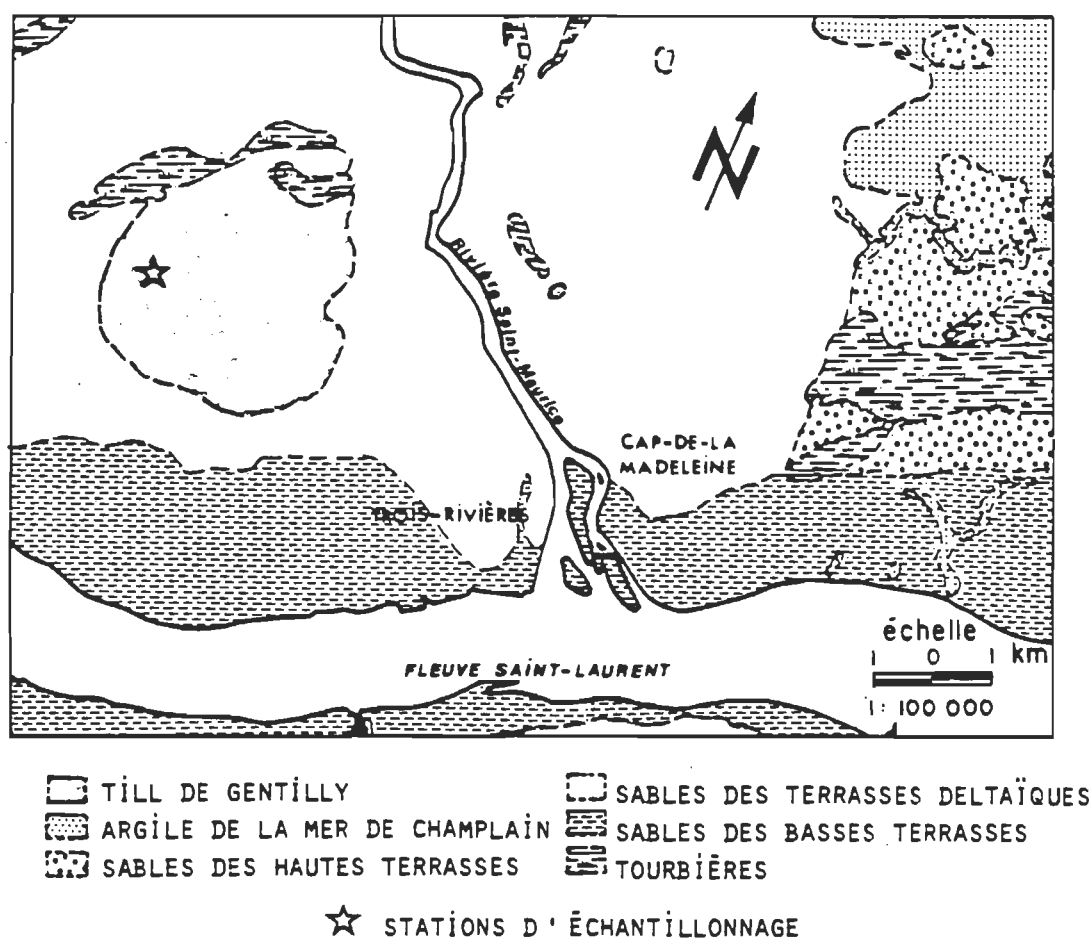 N
Rivière Saint-Maurice
CAP-DE-LA
MADELEINE
TROIS-RIVIÈRES
échelle
1 0 1 km
FLEUVE SAINT-LAURENT
1: 100 000
TILL DE GENTILLY
SABLES DES TERRASSES DELTAÏQUES
ARGILE DE LA MER DE CHAMPLAIN
SABLES DES BASSES TERRASSES
SABLES DES HAUTES TERRASSES
TOURBIÈRES
STATIONS D'ÉCHANTILLONNAGE